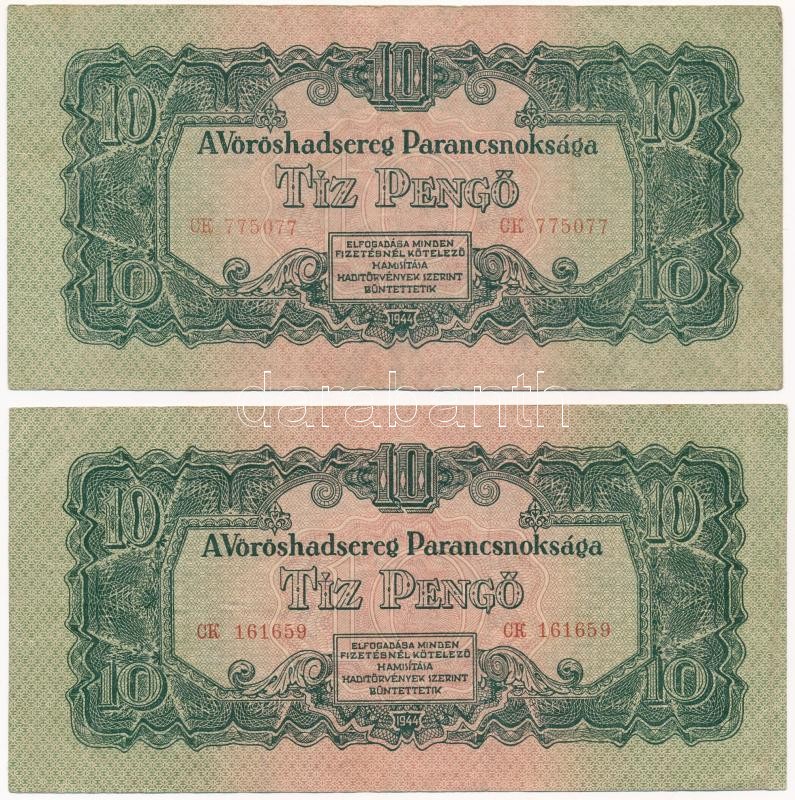 10
10 10
A Vöröshadsereg Parancsnoksága
TÍZ PENGŐ
CK 775077 CK 775077
ELFOGADÁSA MINDEN
FIZETÉSNÉL KÖTELEZŐ
HAMISÍTÁSA
HADITÖRVÉNYEK SZERINT
BÜNTETTETIK
10 10
1944
darabanth
10
10 10
A Vöröshadsereg Parancsnoksága
TÍZ PENGŐ
CK 161659 CK 161659
ELFOGADÁSA MINDEN
FIZETÉSNÉL KÖTELEZŐ
HAMISÍTÁSA
HADITÖRVÉNYEK SZERINT
BÜNTETTETIK
10 10
1944